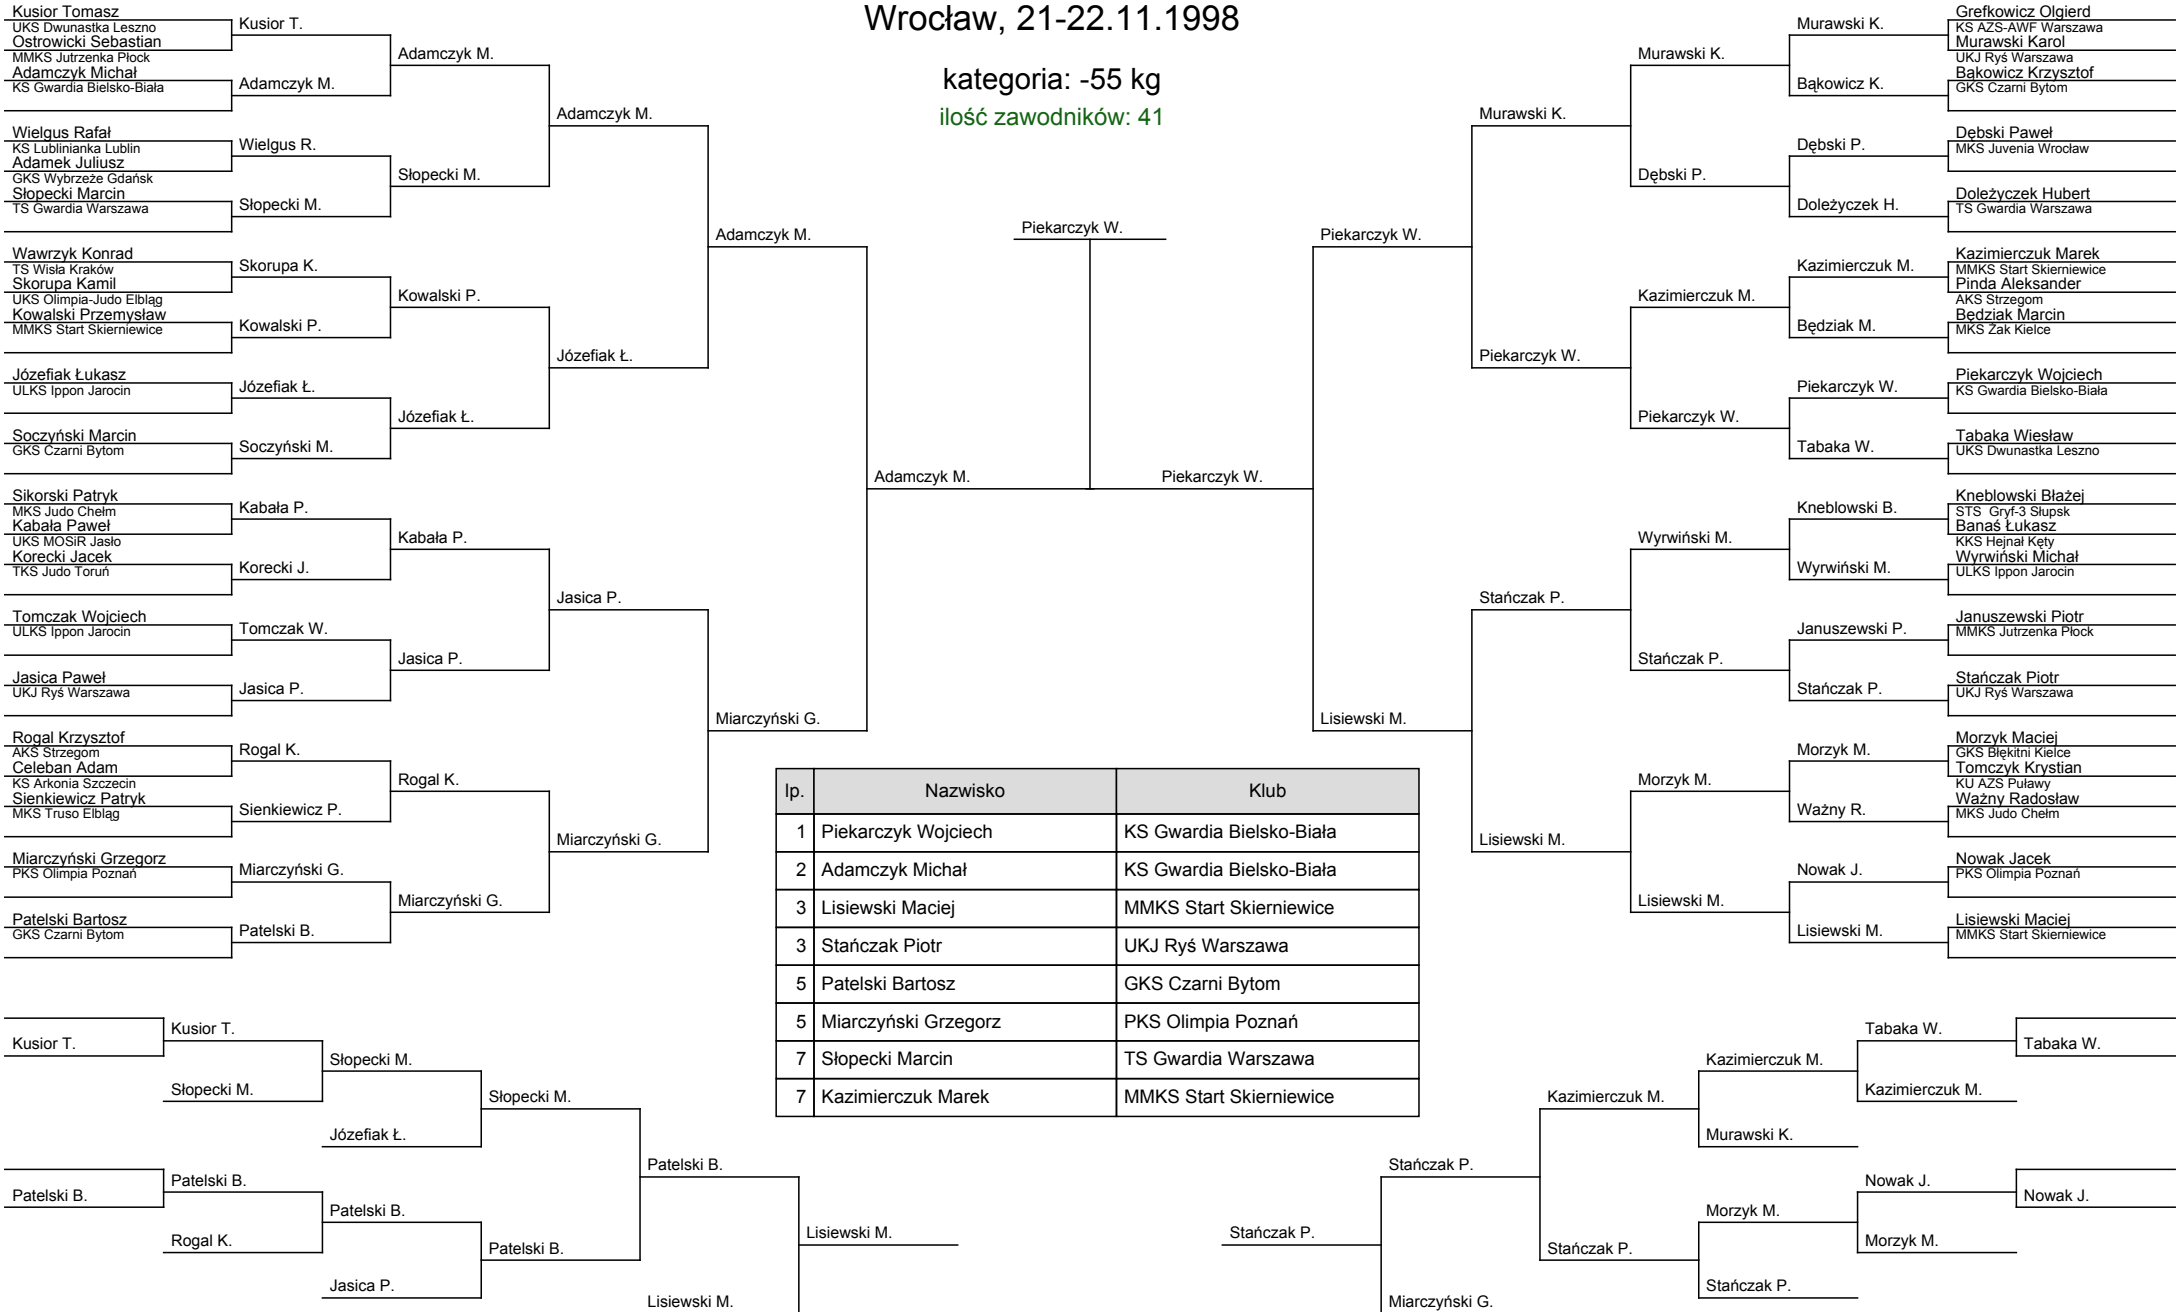 Wrocław, 21-22.11.1998
kategoria: -55 kg
ilość zawodników: 41
Kusior Tomasz
UKS Dwunastka Leszno
Ostrowicki Sebastian
MMKS Jutrzenka Płock
Adamczyk Michał
KS Gwardia Bielsko-Biała
Wielgus Rafał
KS Lublinianka Lublin
Adamek Juliusz
GKS Wybrzeże Gdańsk
Słopecki Marcin
TS Gwardia Warszawa
Wawrzyk Konrad
TS Wisła Kraków
Skorupa Kamil
UKS Olimpia-Judo Elbląg
Kowalski Przemysław
MMKS Start Skierniewice
Józefiak Łukasz
ULKS Ippon Jarocin
Soczyński Marcin
GKS Czarni Bytom
Sikorski Patryk
MKS Judo Chełm
Kabała Paweł
UKS MOSiR Jasło
Korecki Jacek
TKS Judo Toruń
Tomczak Wojciech
ULKS Ippon Jarocin
Jasica Paweł
UKJ Ryś Warszawa
Rogal Krzysztof
AKS Strzegom
Celeban Adam
KS Arkonia Szczecin
Sienkiewicz Patryk
MKS Truso Elbląg
Miarczyński Grzegorz
PKS Olimpia Poznań
Patelski Bartosz
GKS Czarni Bytom
Kusior T.
Adamczyk M.
Wielgus R.
Słopecki M.
Skorupa K.
Kowalski P.
Józefiak Ł.
Soczyński M.
Kabała P.
Korecki J.
Tomczak W.
Jasica P.
Rogal K.
Sienkiewicz P.
Miarczyński G.
Patelski B.
Adamczyk M.
Słopecki M.
Kowalski P.
Józefiak Ł.
Kabała P.
Jasica P.
Rogal K.
Miarczyński G.
Adamczyk M.
Józefiak Ł.
Jasica P.
Miarczyński G.
Adamczyk M.
Miarczyński G.
Adamczyk M.
Piekarczyk W.
Piekarczyk W.
Piekarczyk W.
Lisiewski M.
Murawski K.
Piekarczyk W.
Stańczak P.
Lisiewski M.
Murawski K.
Dębski P.
Kazimierczuk M.
Piekarczyk W.
Wyrwiński M.
Stańczak P.
Morzyk M.
Lisiewski M.
Murawski K.
Bąkowicz K.
Dębski P.
Doleżyczek H.
Kazimierczuk M.
Będziak M.
Piekarczyk W.
Tabaka W.
Kneblowski B.
Wyrwiński M.
Januszewski P.
Stańczak P.
Morzyk M.
Ważny R.
Nowak J.
Lisiewski M.
Grefkowicz Olgierd
KS AZS-AWF Warszawa
Murawski Karol
UKJ Ryś Warszawa
Bąkowicz Krzysztof
GKS Czarni Bytom
Dębski Paweł
MKS Juvenia Wrocław
Doleżyczek Hubert
TS Gwardia Warszawa
Kazimierczuk Marek
MMKS Start Skierniewice
Pinda Aleksander
AKS Strzegom
Będziak Marcin
MKS Żak Kielce
Piekarczyk Wojciech
KS Gwardia Bielsko-Biała
Tabaka Wiesław
UKS Dwunastka Leszno
Kneblowski Błażej
STS Gryf-3 Słupsk
Banaś Łukasz
KKS Hejnał Kęty
Wyrwiński Michał
ULKS Ippon Jarocin
Januszewski Piotr
MMKS Jutrzenka Płock
Stańczak Piotr
UKJ Ryś Warszawa
Morzyk Maciej
GKS Błękitni Kielce
Tomczyk Krystian
KU AZS Puławy
Ważny Radosław
MKS Judo Chełm
Nowak Jacek
PKS Olimpia Poznań
Lisiewski Maciej
MMKS Start Skierniewice
lp. Nazwisko Klub
1 Piekarczyk Wojciech KS Gwardia Bielsko-Biała
2 Adamczyk Michał KS Gwardia Bielsko-Biała
3 Lisiewski Maciej MMKS Start Skierniewice
3 Stańczak Piotr UKJ Ryś Warszawa
5 Patelski Bartosz GKS Czarni Bytom
5 Miarczyński Grzegorz PKS Olimpia Poznań
7 Słopecki Marcin TS Gwardia Warszawa
7 Kazimierczuk Marek MMKS Start Skierniewice
Kusior T.
Patelski B.
Kusior T.
Słopecki M.
Patelski B.
Rogal K.
Słopecki M.
Józefiak Ł.
Patelski B.
Jasica P.
Słopecki M.
Patelski B.
Patelski B.
Lisiewski M.
Lisiewski M.
Stańczak P.
Stańczak P.
Miarczyński G.
Kazimierczuk M.
Stańczak P.
Kazimierczuk M.
Murawski K.
Morzyk M.
Stańczak P.
Tabaka W.
Kazimierczuk M.
Nowak J.
Morzyk M.
Tabaka W.
Nowak J.